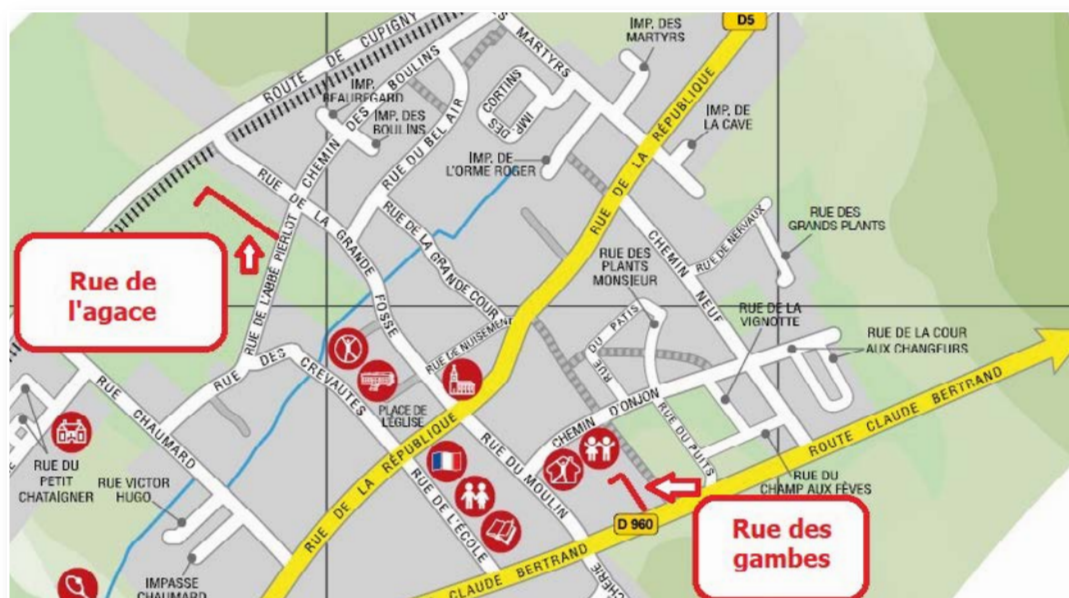 D5
ROUTE DE CUPIGNY
IMP. DES
MARTYRS
MARTYRS
IMP.
BEAUREGARD
CHEMIN DES BOULINS
IMP. DES
BOULINS
IMP. DES CORTINS
RUE DU BEL AIR
IMP. DE
LA CAVE
IMP. DE
L'ORME ROGER
RUE DE LA RÉPUBLIQUE
RUE DE LA GRANDE FOSSE
RUE DE L'ABBÉ PIERLOT
RUE DE LA GRANDE COUR
RUE DES
GRANDS PLANTS
RUE DE NERVAUX
CHEMIN NEUF
RUE DES
PLANTS
MONSIEUR
Rue de
l'agace
RUE DE LA
VIGNOTTE
RUE DE LA COUR
AUX CHANGEURS
RUE DU PATIS
RUE DE NUISEMENT
RUE DES CREVAUTES
PLACE DE
L'ÉGLISE
RUE CHAUMARD
CHEMIN D'ONJON
RUE DU PUITS
ROUTE CLAUDE BERTRAND
RUE DE LA RÉPUBLIQUE
RUE DU MOULIN
RUE DU
PETIT
CHATAIGNER
RUE VICTOR
HUGO
RUE DE L'ÉCOLE
RUE DU
CHAMP AUX FÈVES
D 960
Rue des
gambes
IMPASSE
CHAUMARD
CLAUDE BERTRAND
CHERIE